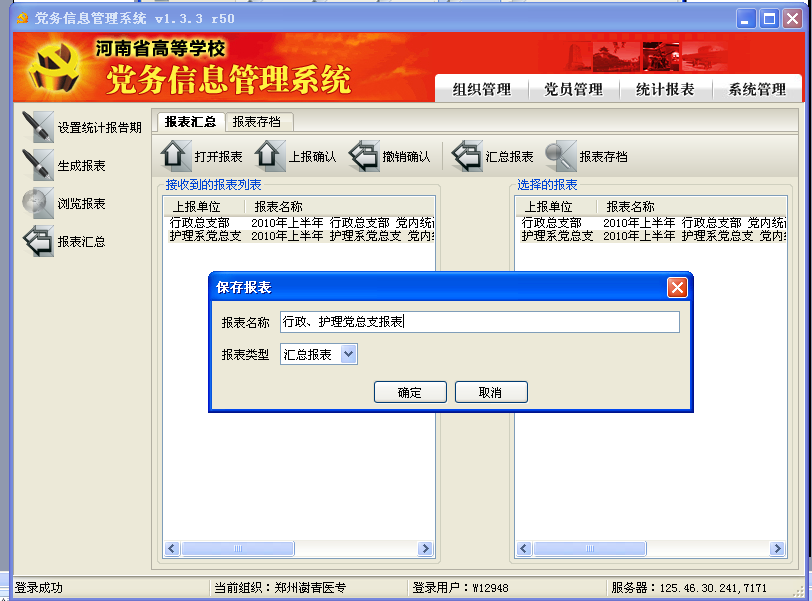 党务信息管理系统 v1.3.3 r50
河南省高等学校
党务信息管理系统
组织管理 党员管理 统计报表 系统管理
设置统计报告期
生成报表
浏览报表
报表汇总
报表汇总 报表存档
打开报表 上报确认 撤销确认 汇总报表 报表存档
接收到的报表列表
上报单位 报表名称
行政总支部 2010年上半年 行政总支部 党内统
护理系党总支 2010年上半年 护理系党总支 党内
选择的报表
上报单位 报表名称
行政总支部 2010年上半年 行政总支部 党内
护理系党总支 2010年上半年 护理系党总支 党内
保存报表
报表名称 行政、护理党总支报表
报表类型 汇总报表
确定 取消
登录成功 当前组织：郑州澍青医专 登录用户：W12948 服务器：125.46.30.241,7171